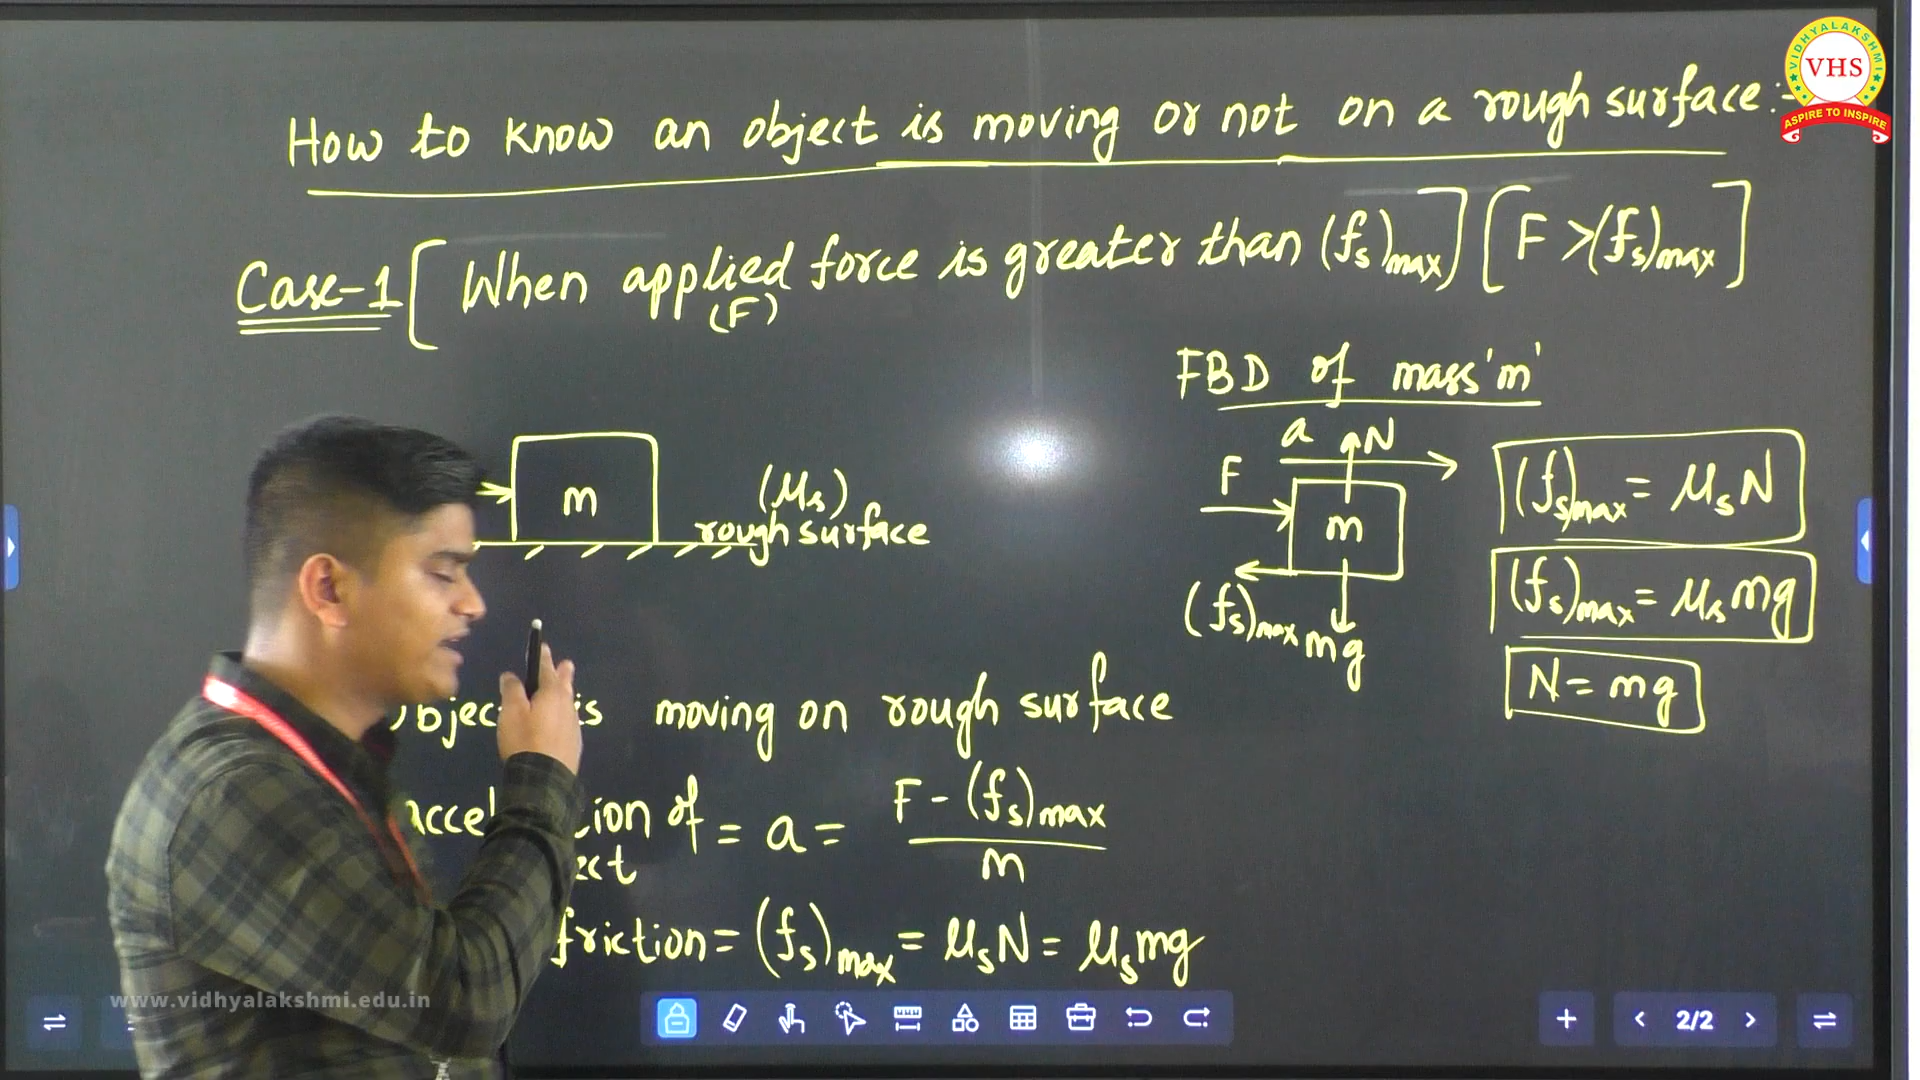 How to know an object is moving or not on a rough surface:-
Case-1 [When applied force is greater than (fs)max] [F >(fs)max]
(F)
FBD of mass 'm'
a N
F
m
(fs)max
mg
(fs)max = μsN
(fs)max = μsmg
N = mg
m
(μs)
rough surface
is moving on rough surface
of = a = F - (fs)max
m
friction = (fs)max = μsN = μsmg
VIDHYALAKSHMI
VHS
ASPIRE TO INSPIRE
www.vidhyalakshmi.edu.in
2/2